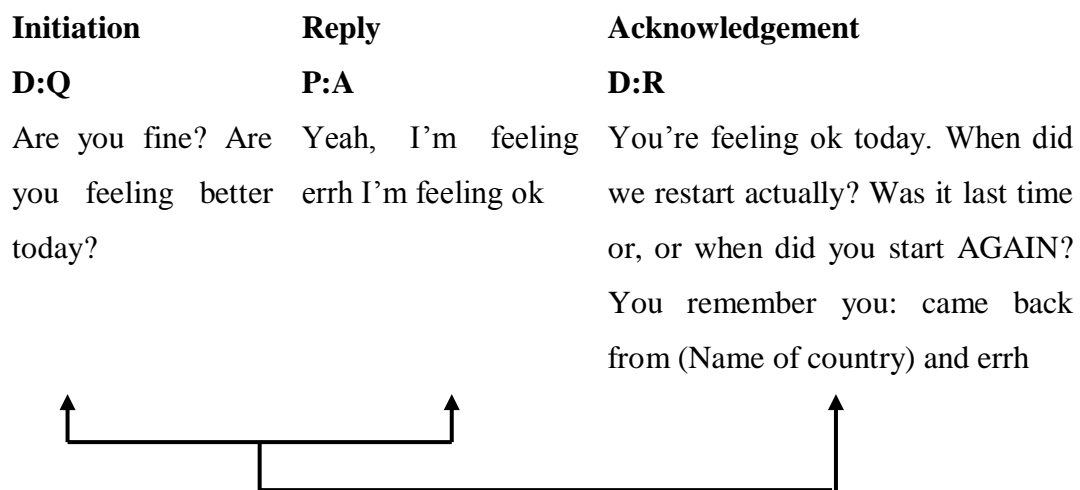 Initiation Reply Acknowledgement
D:Q P:A D:R
Are you fine? Are
you feeling better
today?
Yeah, I'm feeling
errh I'm feeling ok
You're feeling ok today. When did
we restart actually? Was it last time
or, or when did you start AGAIN?
You remember you: came back
from (Name of country) and errh